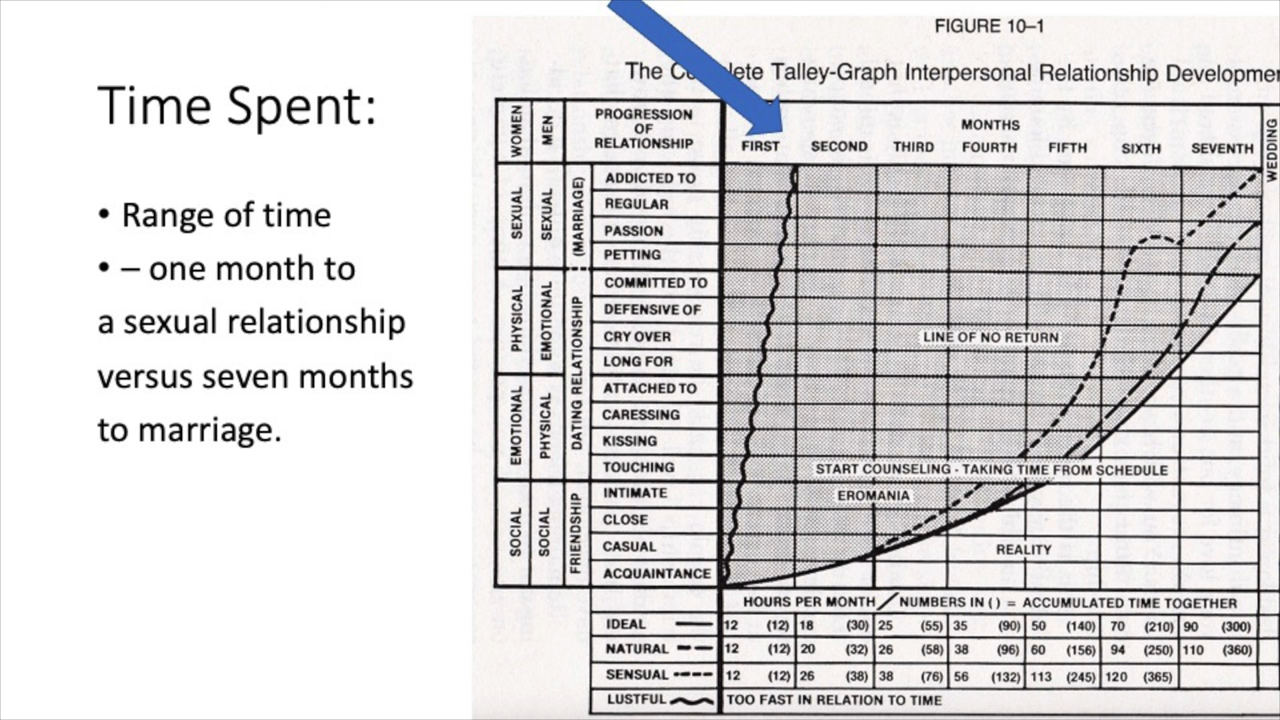 Time Spent:
• Range of time
• – one month to
a sexual relationship
versus seven months
to marriage.
FIGURE 10–1
The Complete Talley-Graph Interpersonal Relationship
WOMEN
MEN
PROGRESSION
OF
RELATIONSHIP
MONTHS
FIRST SECOND THIRD FOURTH FIFTH SIXTH SEVENTH
WEDDING
SEXUAL
SEXUAL
(MARRIAGE)
ADDICTED TO
REGULAR
PASSION
PETTING
PHYSICAL
EMOTIONAL
DATING RELATIONSHIP
COMMITTED TO
DEFENSIVE OF
CRY OVER
LINE OF NO RETURN
LONG FOR
EMOTIONAL
PHYSICAL
ATTACHED TO
CARESSING
KISSING
TOUCHING
START COUNSELING - TAKING TIME FROM SCHEDULE
SOCIAL
SOCIAL
FRIENDSHIP
INTIMATE
EROMANIA
CLOSE
CASUAL
REALITY
ACQUAINTANCE
HOURS PER MONTH / NUMBERS IN ( ) = ACCUMULATED TIME TOGETHER
IDEAL 12 (12) 18 (30) 25 (55) 35 (90) 50 (140) 70 (210) 90 (300)
NATURAL 12 (12) 20 (32) 26 (58) 38 (96) 60 (156) 94 (250) 110 (360)
SENSUAL 12 (12) 26 (38) 38 (76) 56 (132) 113 (245) 120 (365)
LUSTFUL TOO FAST IN RELATION TO TIME